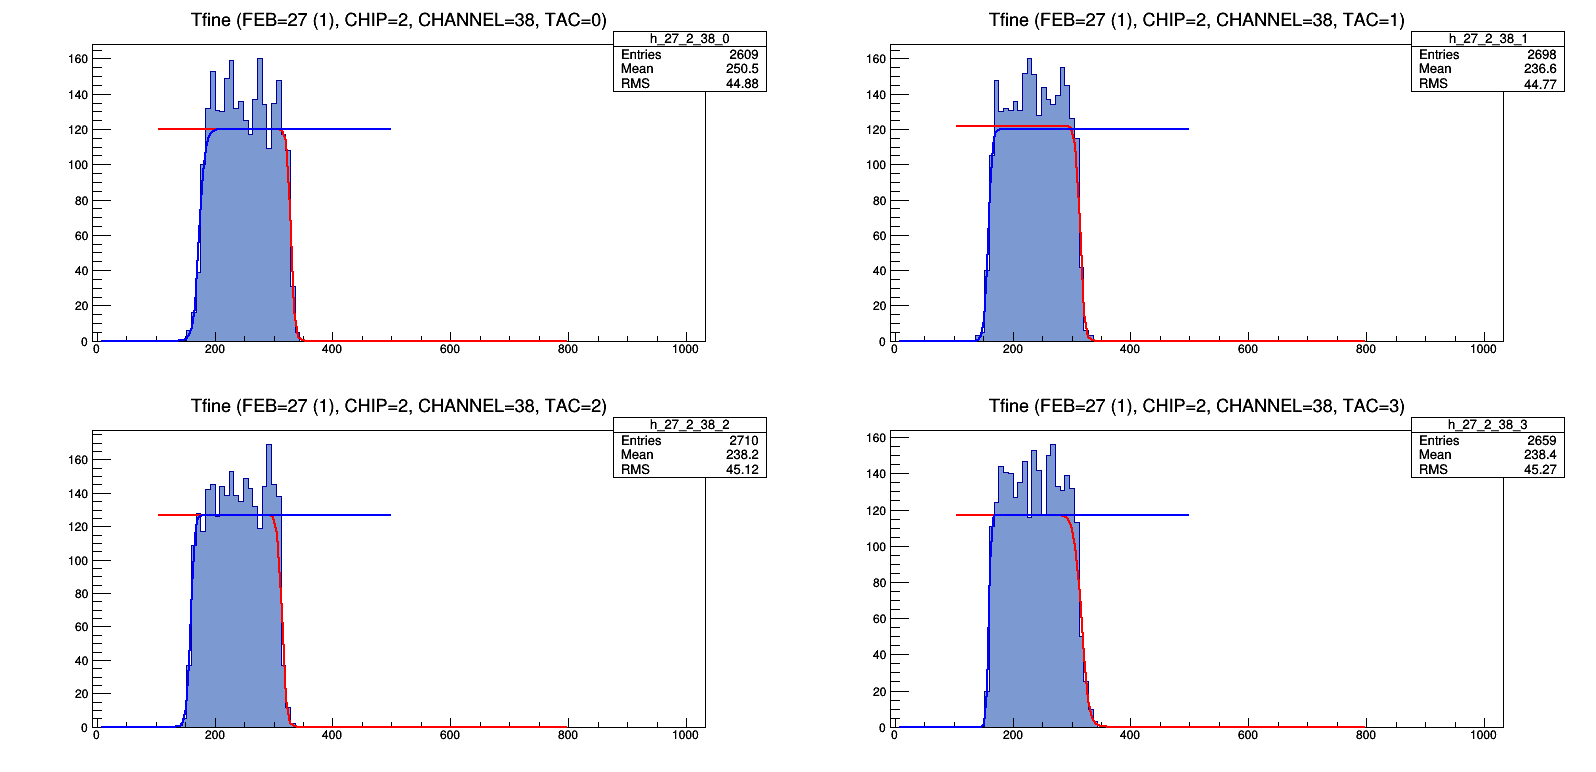 Tfine (FEB=27 (1), CHIP=2, CHANNEL=38, TAC=0)
h_27_2_38_0
Entries 2609
Mean 250.5
RMS 44.88
160
140
120
100
80
60
40
20
0
0 200 400 600 800 1000
Tfine (FEB=27 (1), CHIP=2, CHANNEL=38, TAC=1)
h_27_2_38_1
Entries 2698
Mean 236.6
RMS 44.77
160
140
120
100
80
60
40
20
0
0 200 400 600 800 1000
Tfine (FEB=27 (1), CHIP=2, CHANNEL=38, TAC=2)
h_27_2_38_2
Entries 2710
Mean 238.2
RMS 45.12
160
140
120
100
80
60
40
20
0
0 200 400 600 800 1000
Tfine (FEB=27 (1), CHIP=2, CHANNEL=38, TAC=3)
h_27_2_38_3
Entries 2659
Mean 238.4
RMS 45.27
160
140
120
100
80
60
40
20
0
0 200 400 600 800 1000